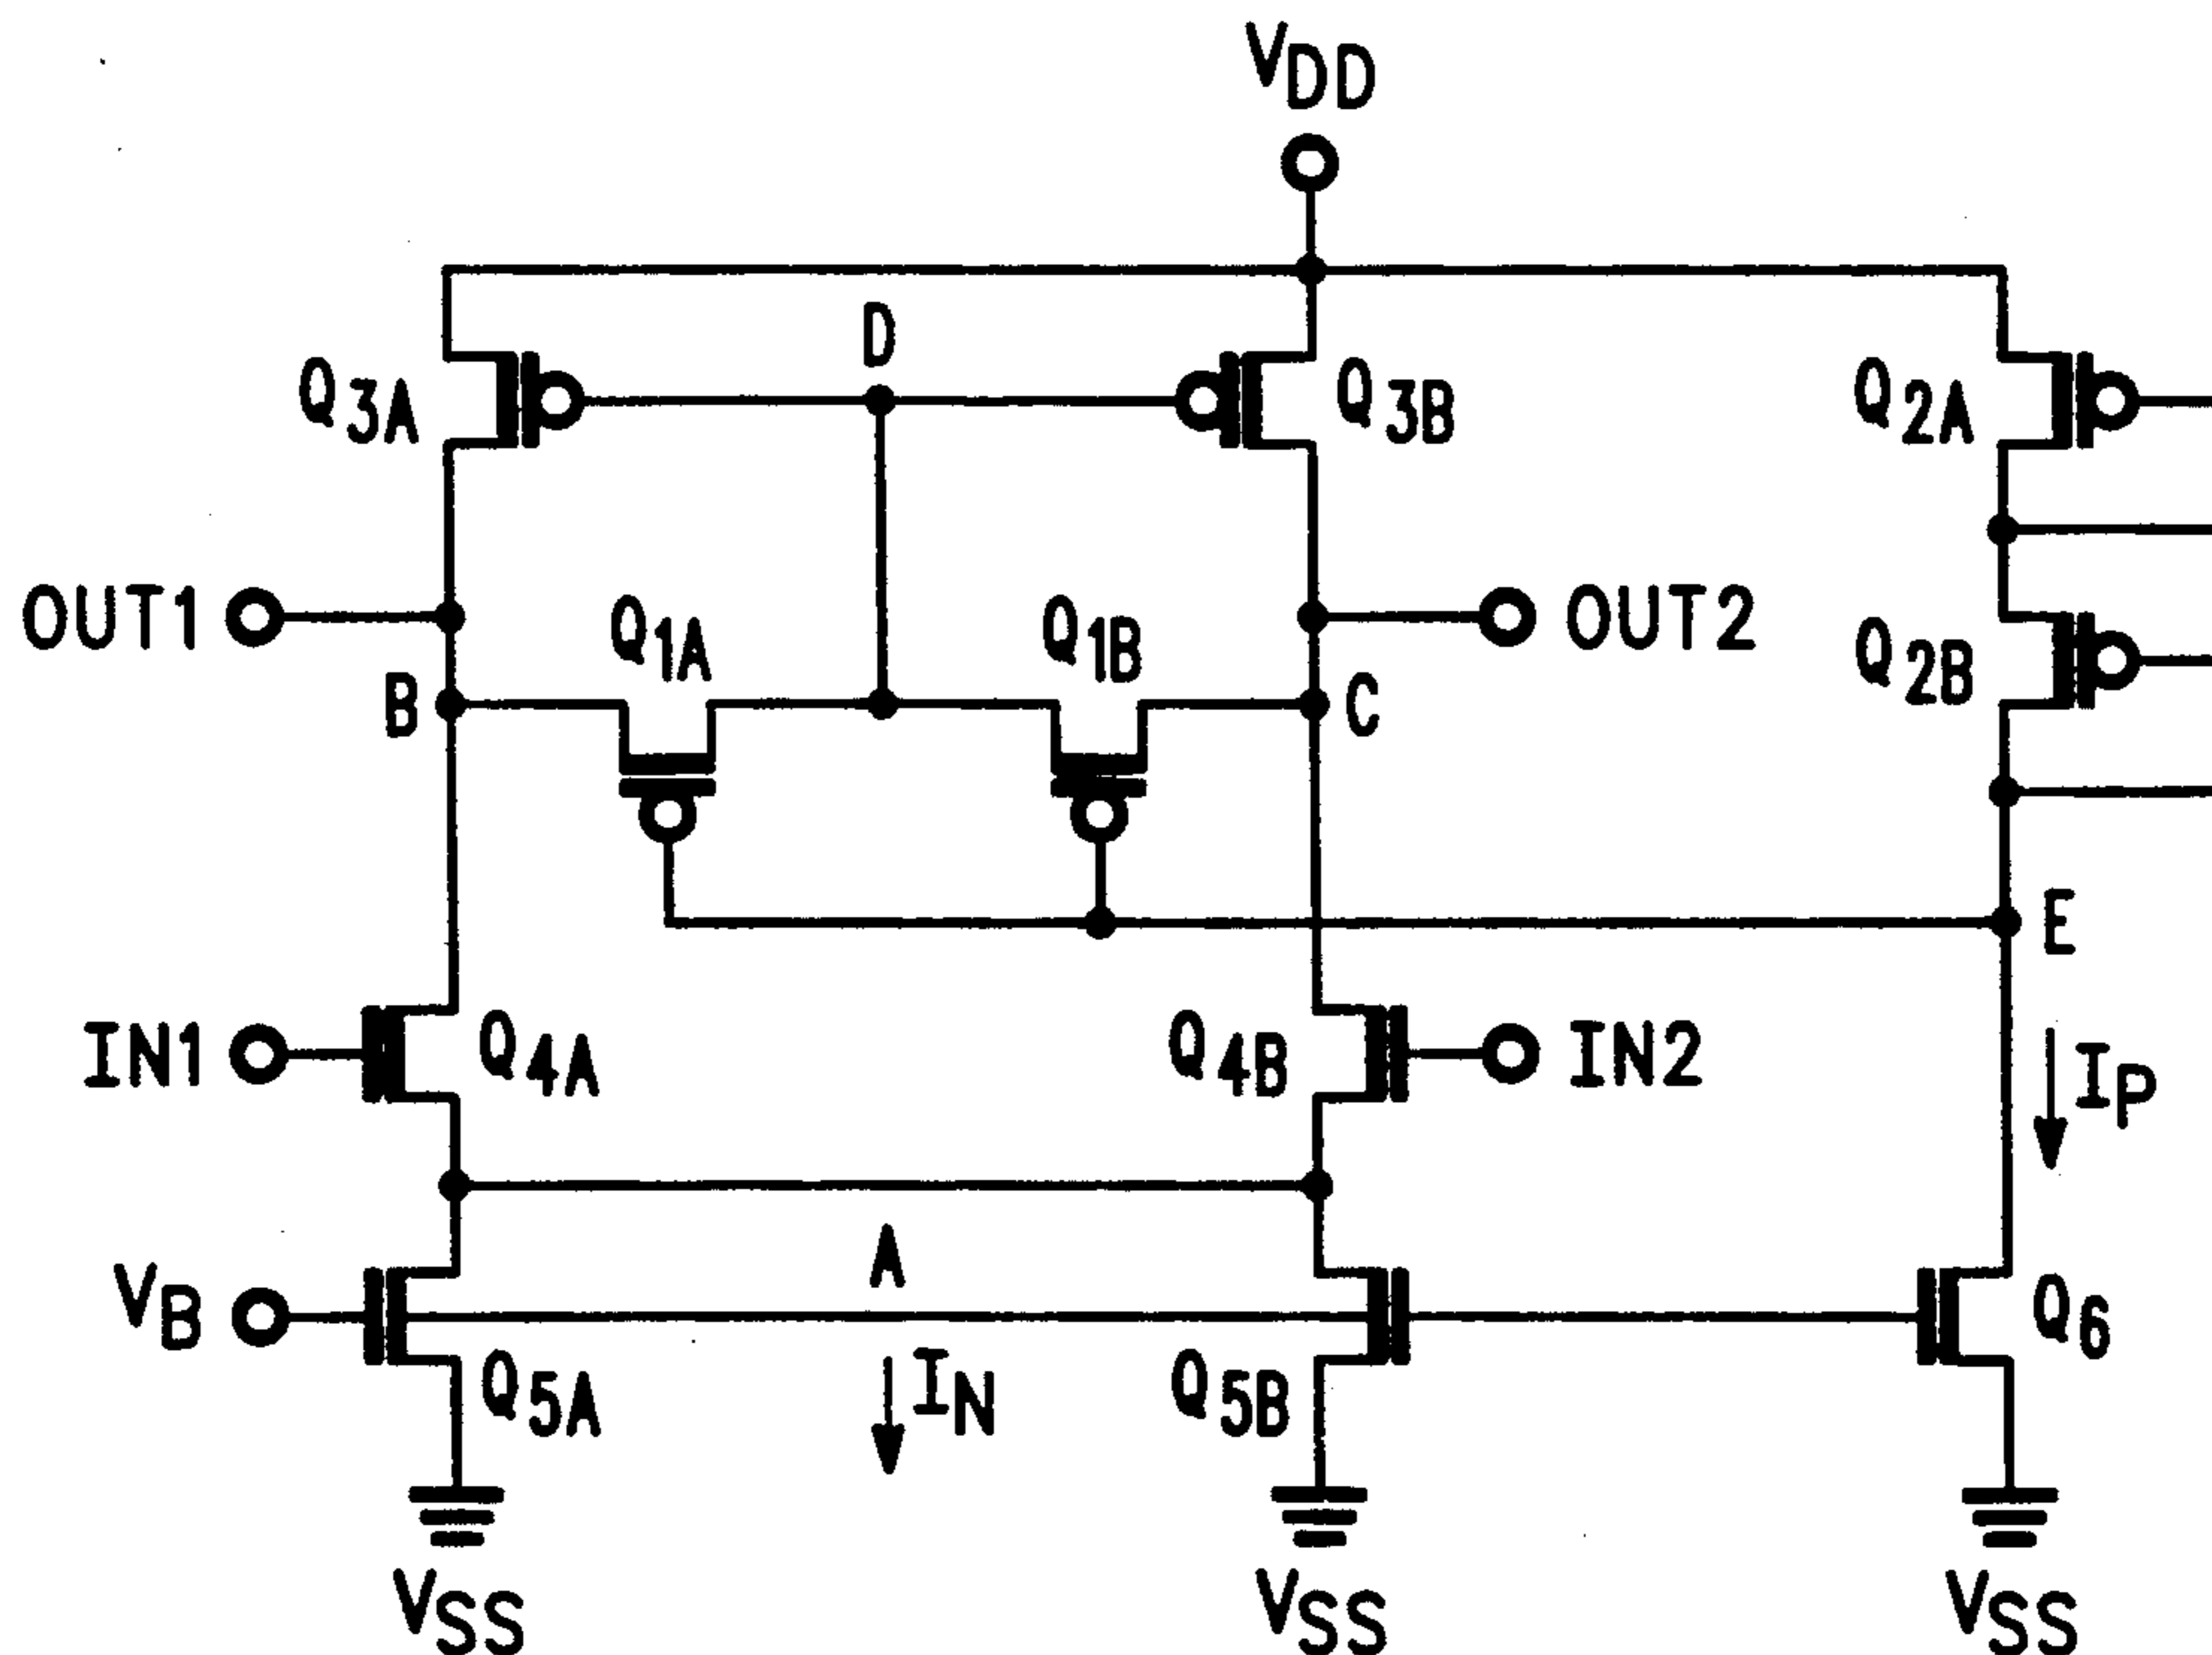 VDD
D
Q3A
Q3B
Q2A
OUT1
Q1A
Q1B
OUT2
Q2B
B
C
E
IN1
Q4A
Q4B
IN2
IP
A
VB
Q5A
IN
Q5B
Q6
VSS
VSS
VSS